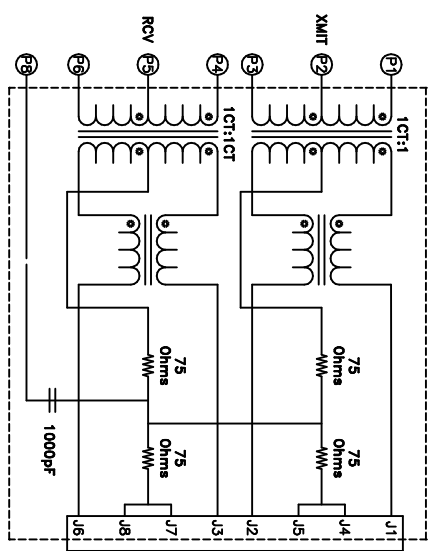 RCV
XMIT
P8
P6
P5
P4
P3
P2
P1
1CT:1CT
1CT:1
75
Ohms
75
Ohms
75
Ohms
75
Ohms
1000pF
J6
J8
J7
J3
J2
J5
J4
J1